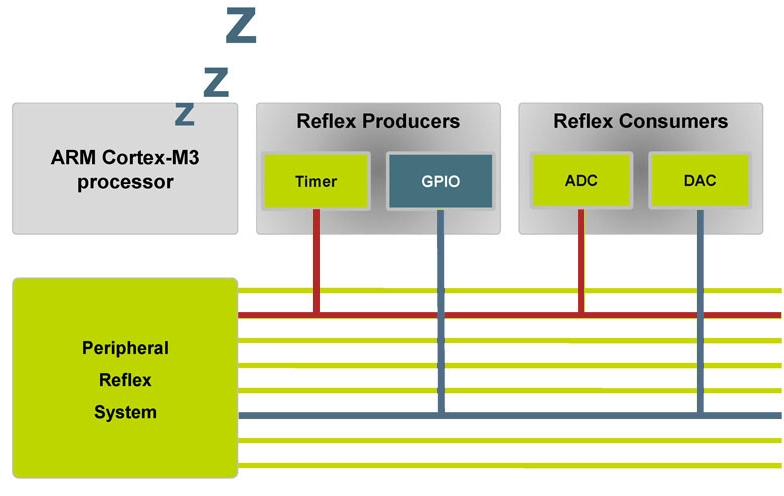 Z
Z
Z
ARM Cortex-M3
processor
Reflex Producers
Timer
GPIO
Reflex Consumers
ADC
DAC
Peripheral
Reflex
System